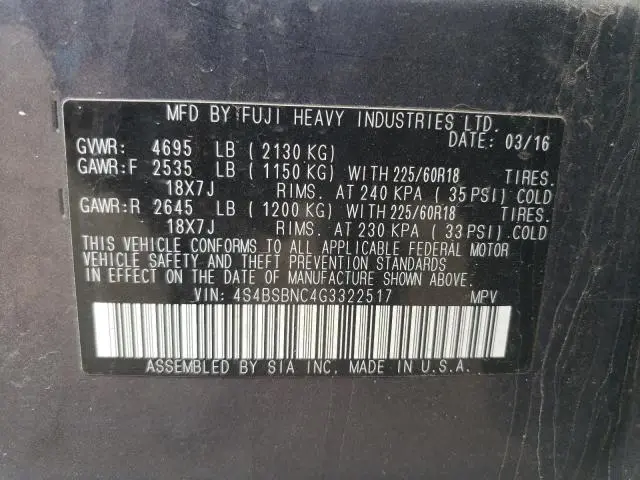 MFD BY FUJI HEAVY INDUSTRIES LTD.
DATE: 03/16
GVWR: 4695 LB (2130 KG)
GAWR:F 2535 LB (1150 KG) WITH 225/60R18 TIRES.
18X7J RIMS. AT 240 KPA (35 PSI) COLD
GAWR:R 2645 LB (1200 KG) WITH 225/60R18 TIRES.
18X7J RIMS. AT 230 KPA (33 PSI) COLD
THIS VEHICLE CONFORMS TO ALL APPLICABLE FEDERAL MOTOR
VEHICLE SAFETY AND THEFT PREVENTION STANDARDS
IN EFFECT ON THE DATE OF MANUFACTURE SHOWN ABOVE.
VIN: 4S4BSBNC4G3322517 MPV
ASSEMBLED BY SIA INC. MADE IN U.S.A.